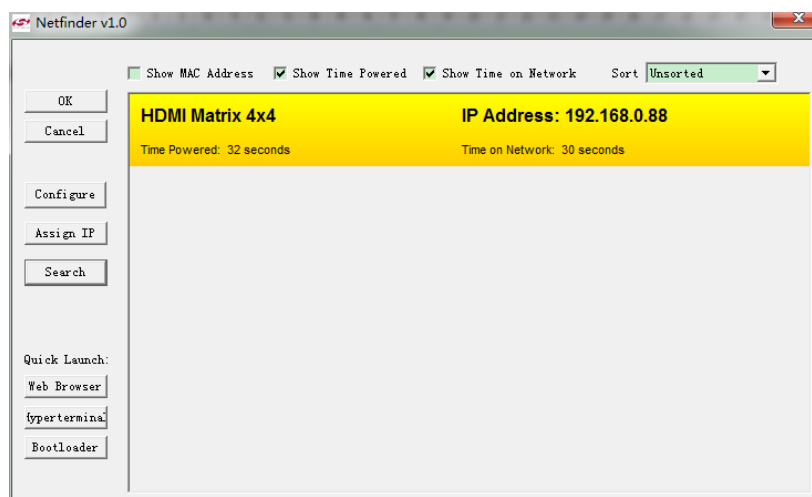 Netfinder v1.0
Show MAC Address Show Time Powered Show Time on Network Sort Unsorted
OK
Cancel
HDMI Matrix 4x4 IP Address: 192.168.0.88
Time Powered: 32 seconds Time on Network: 30 seconds
Configure
Assign IP
Search
Quick Launch:
Web Browser
Hypertermina
Bootloader